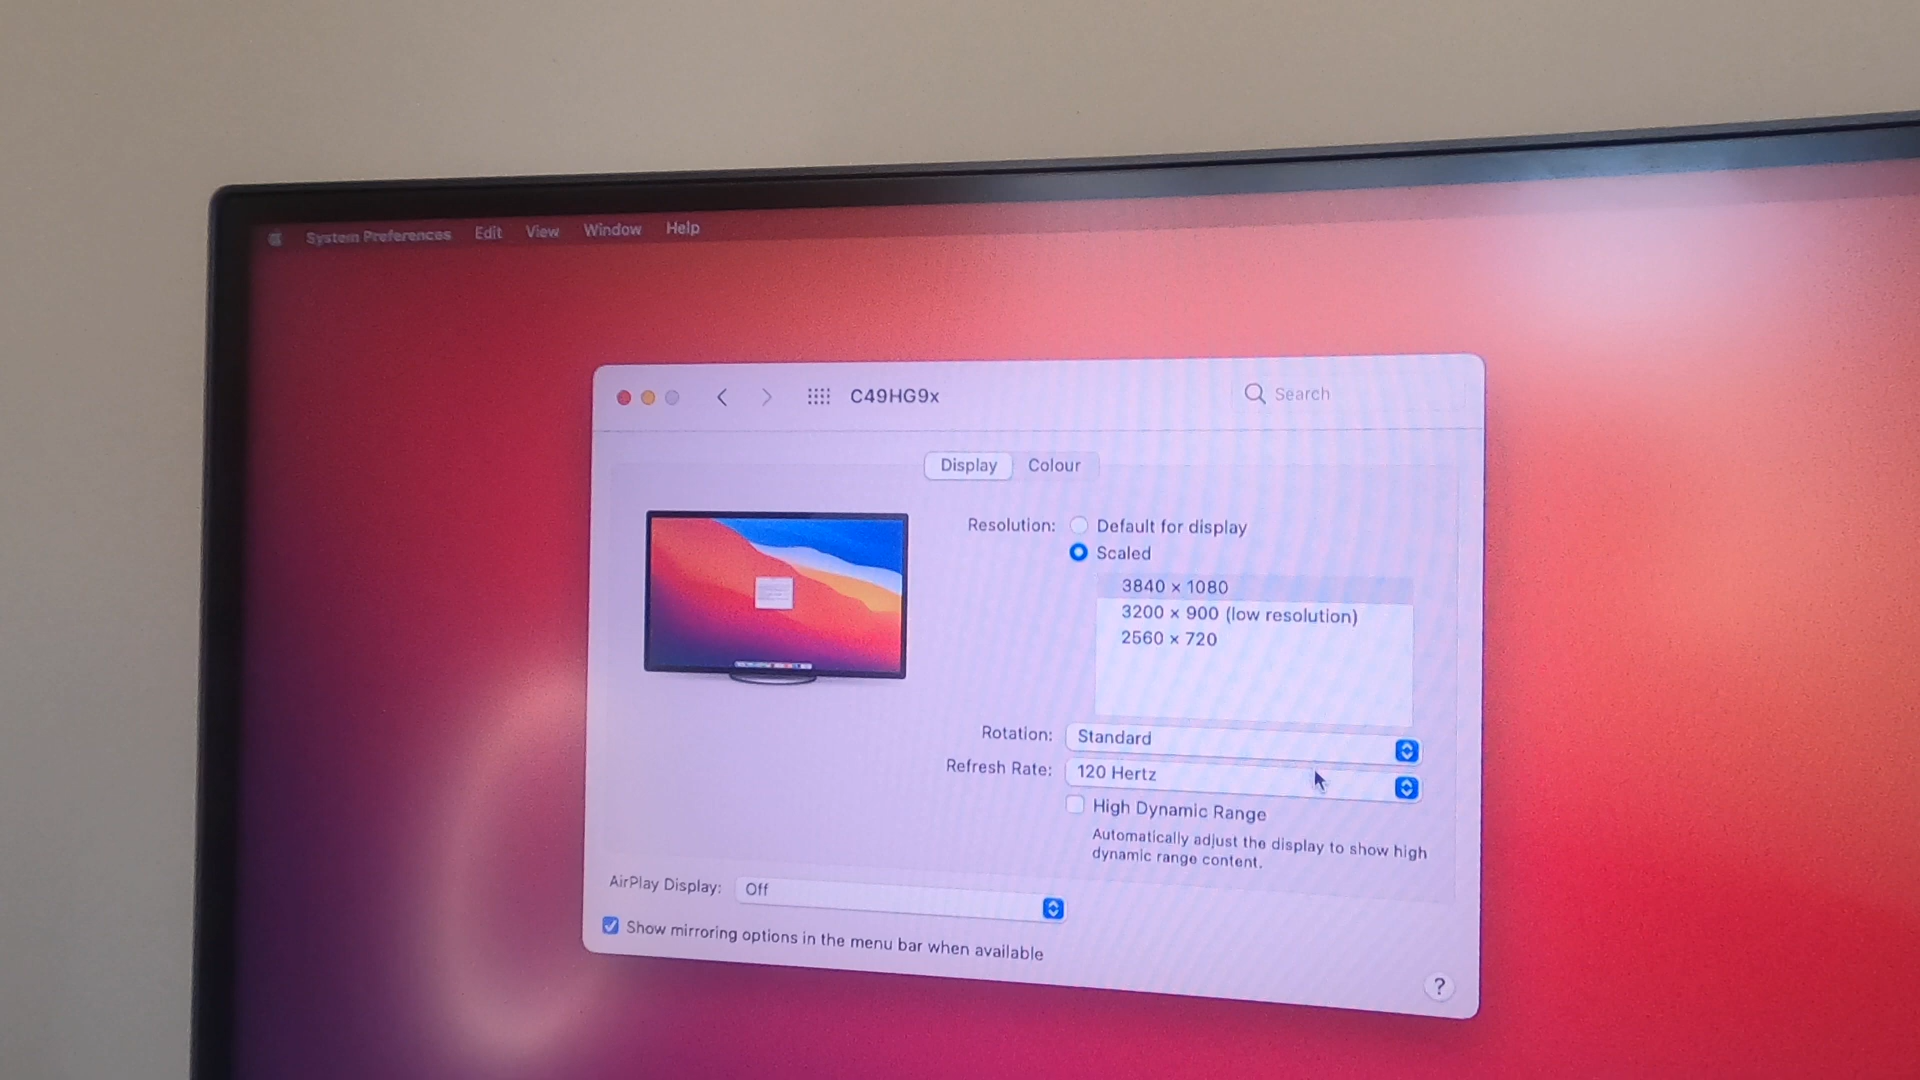 System Preferences Edit View Window Help
C49HG9x
Search
Display Colour
Resolution: Default for display
Scaled
3840 × 1080
3200 × 900 (low resolution)
2560 × 720
Rotation: Standard
Refresh Rate: 120 Hertz
High Dynamic Range
Automatically adjust the display to show high
dynamic range content.
AirPlay Display: Off
Show mirroring options in the menu bar when available
?